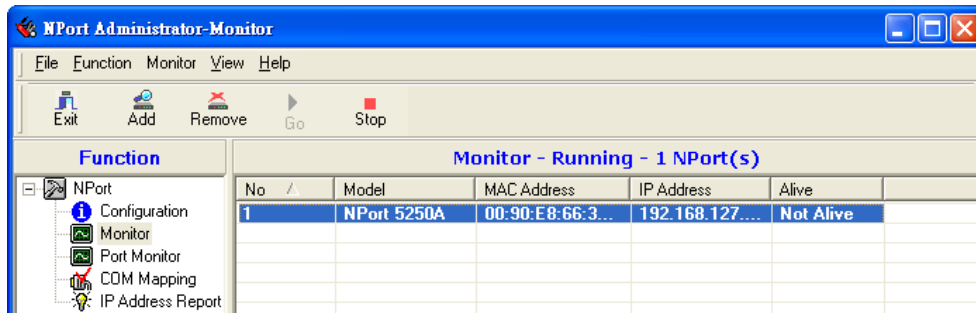 NPort Administrator-Monitor
File Function Monitor View Help
Exit Add Remove Go Stop
Function
Monitor - Running - 1 NPort(s)
NPort
Configuration
Monitor
Port Monitor
COM Mapping
IP Address Report
No Model MAC Address IP Address Alive
1 NPort 5250A 00:90:E8:66:3... 192.168.127.... Not Alive